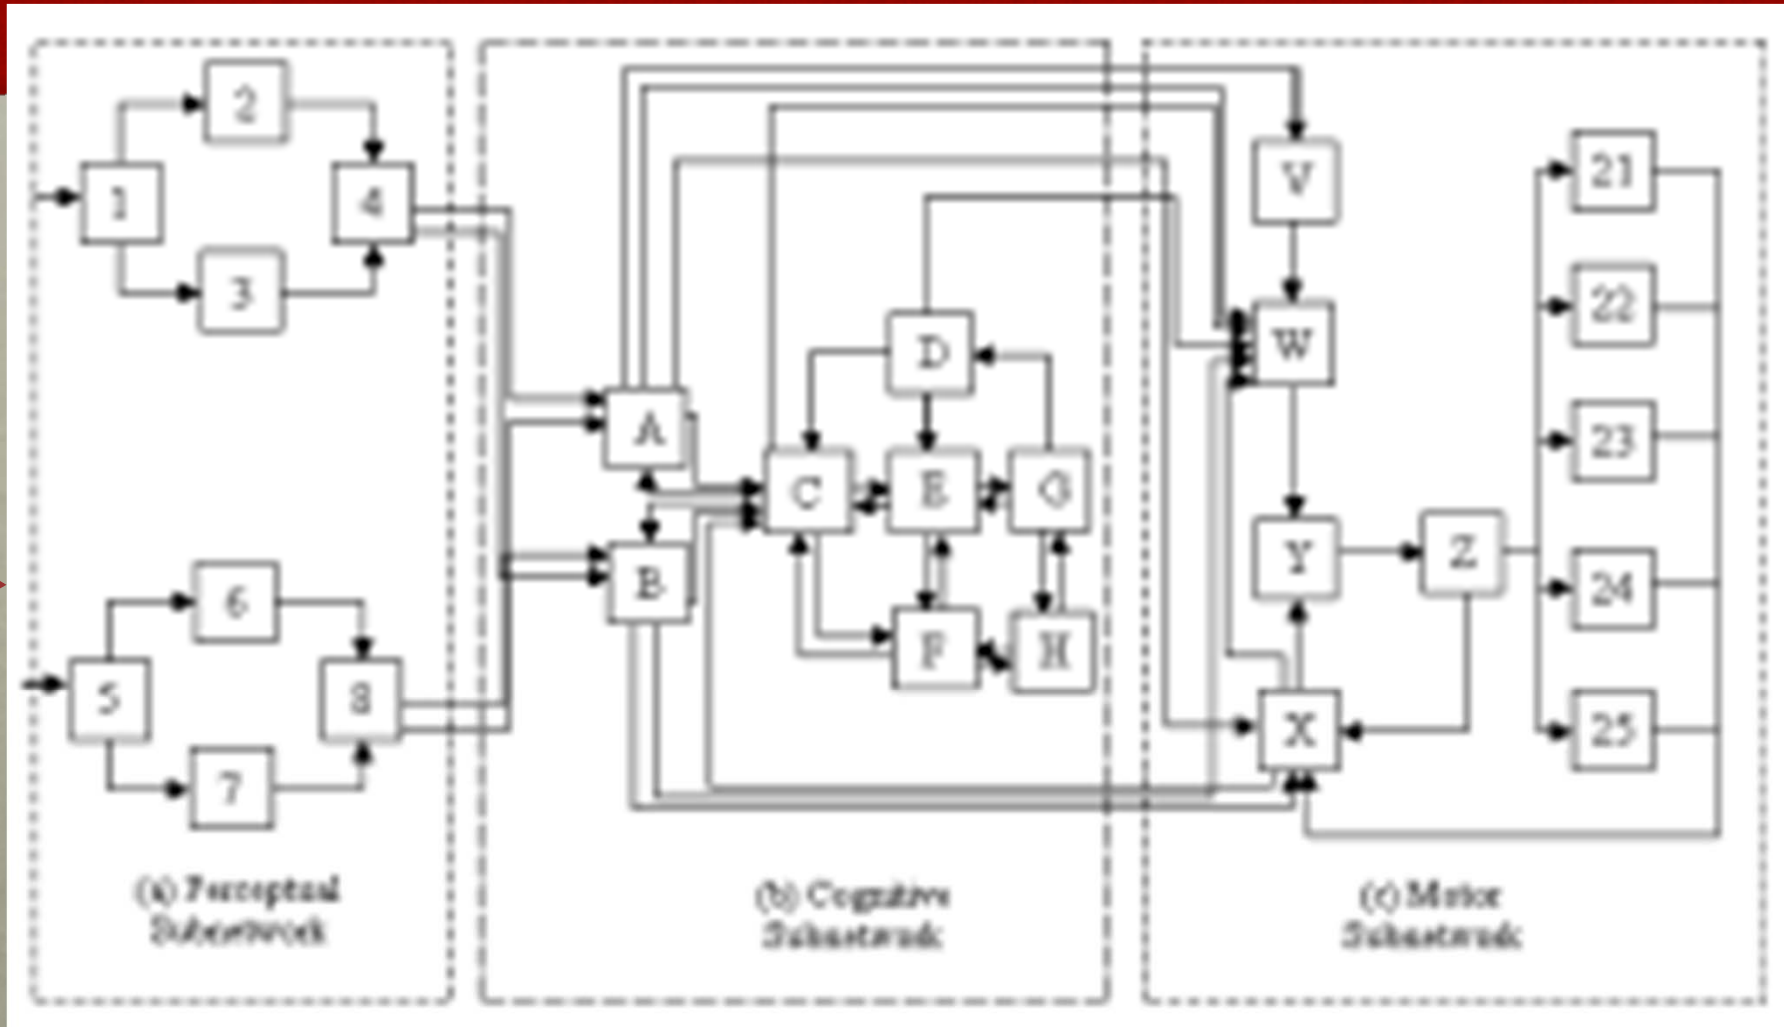 2
1
4
3
6
5
8
7
(a) Perceptual
Subnetwork
A
B
C
D
E
F
G
H
(b) Cognitive
Subnetwork
V
W
Y
Z
X
21
22
23
24
25
(c) Motor
Subnetwork